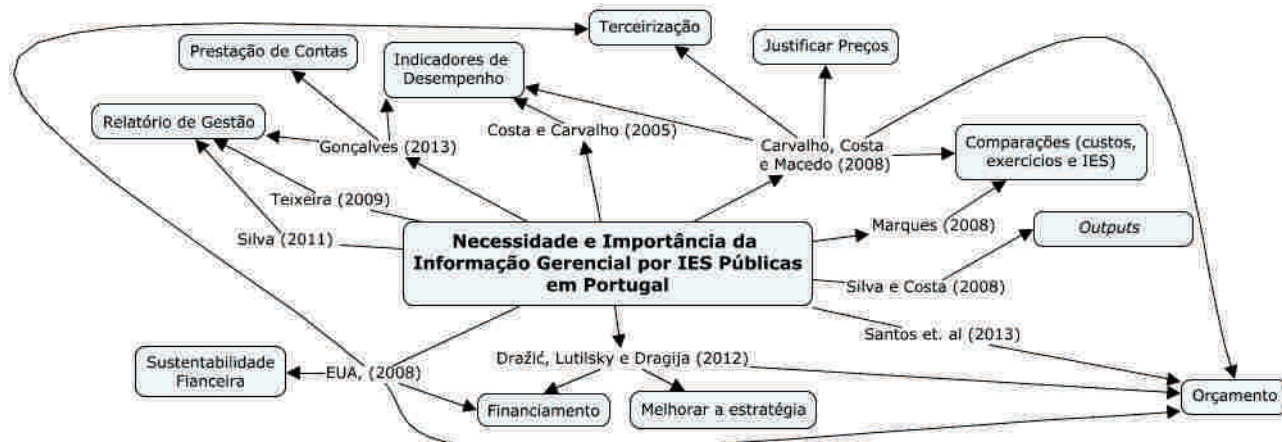 Terceirização
Prestação de Contas
Justificar Preços
Indicadores de
Desempenho
Relatório de Gestão
Costa e Carvalho (2005)
Gonçalves (2013)
Carvalho, Costa
e Macedo (2008)
Comparações (custos,
exercicios e IES)
Teixeira (2009)
Marques (2008)
Outputs
Silva (2011)
Necessidade e Importância da
Informação Gerencial por IES Públicas
em Portugal
Silva e Costa (2008)
Santos et. al (2013)
Sustentabilidade
Fianceira
EUA, (2008)
Dražić, Lutilsky e Dragija (2012)
Financiamento
Melhorar a estratégia
Orçamento